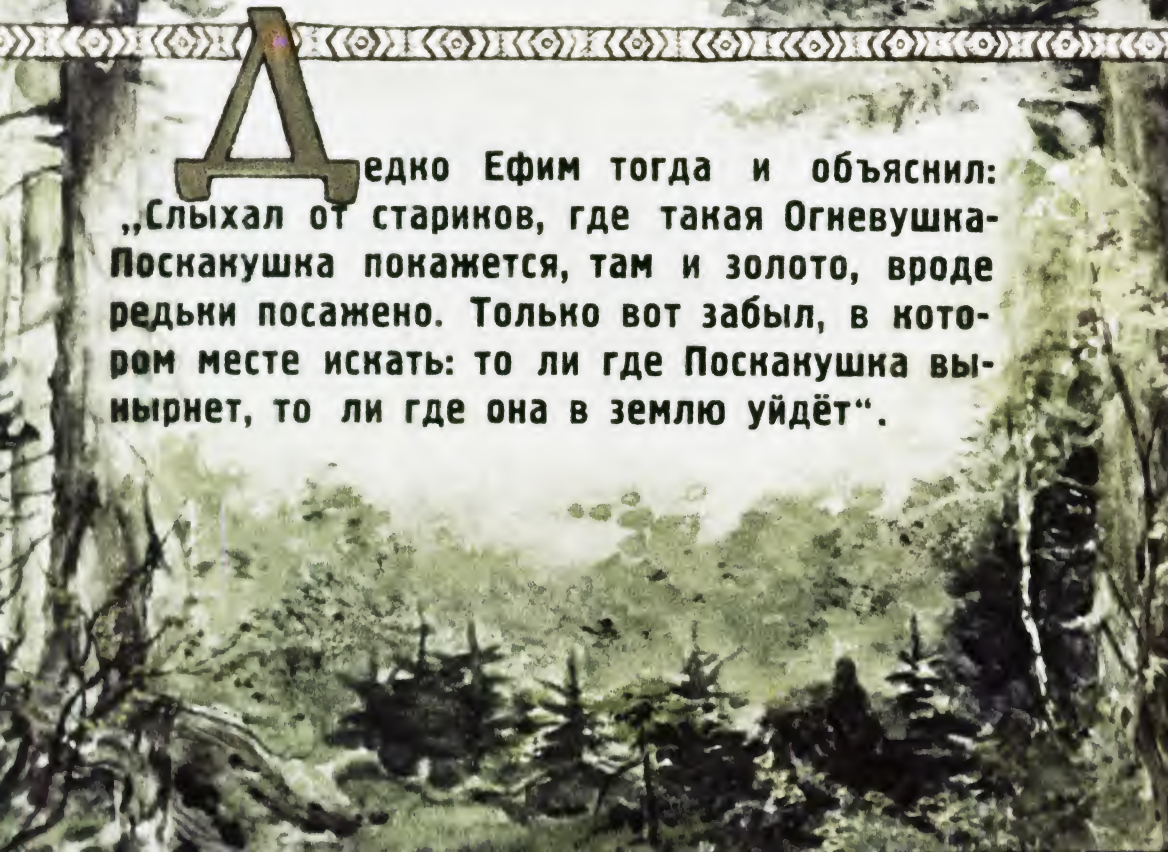 Дедко Ефим тогда и объяснил:
„Слыхал от стариков, где такая Огневушка-
Поскакушка покажется, там и золото, вроде
редьки посажено. Только вот забыл, в кото-
ром месте искать: то ли где Поскакушка вы-
нырнет, то ли где она в землю уйдёт“.